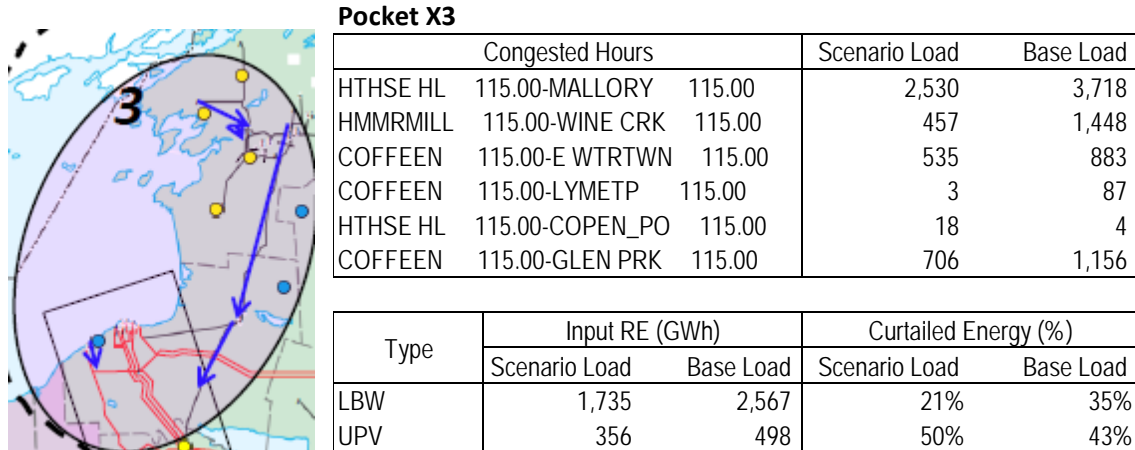 Pocket X3
3
Congested Hours Scenario Load Base Load
HTHSE HL 115.00-MALLORY 115.00 2,530 3,718
HMMRMILL 115.00-WINE CRK 115.00 457 1,448
COFFEEN 115.00-E WTRTWN 115.00 535 883
COFFEEN 115.00-LYMETP 115.00 3 87
HTHSE HL 115.00-COPEN_PO 115.00 18 4
COFFEEN 115.00-GLEN PRK 115.00 706 1,156
Type Input RE (GWh) Curtailed Energy (%)
Scenario Load Base Load Scenario Load Base Load
LBW 1,735 2,567 21% 35%
UPV 356 498 50% 43%